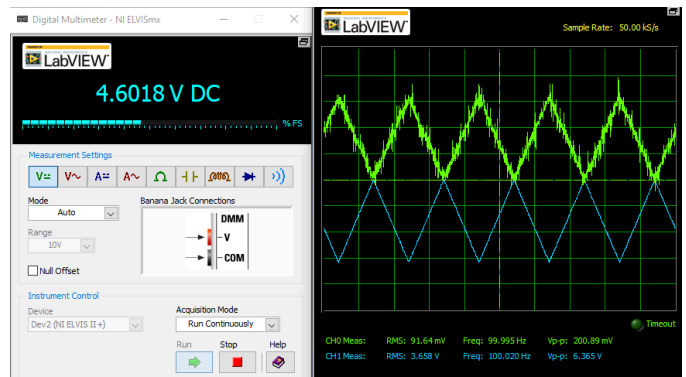 Digital Multimeter - NI ELVISmx
LabVIEW
4.6018 V DC
% FS
Measurement Settings
V= V~ A= A~ Ω
Mode
Auto
Banana Jack Connections
DMM
V
COM
Range
10V
Null Offset
Instrument Control
Device
Dev2 (NI ELVIS II+)
Acquisition Mode
Run Continuously
Run Stop Help
LabVIEW
Sample Rate: 50.00 kS/s
Timeout
CH0 Meas: RMS: 91.64 mV Freq: 99.995 Hz Vp-p: 200.89 mV
CH1 Meas: RMS: 3.658 V Freq: 100.020 Hz Vp-p: 6.365 V